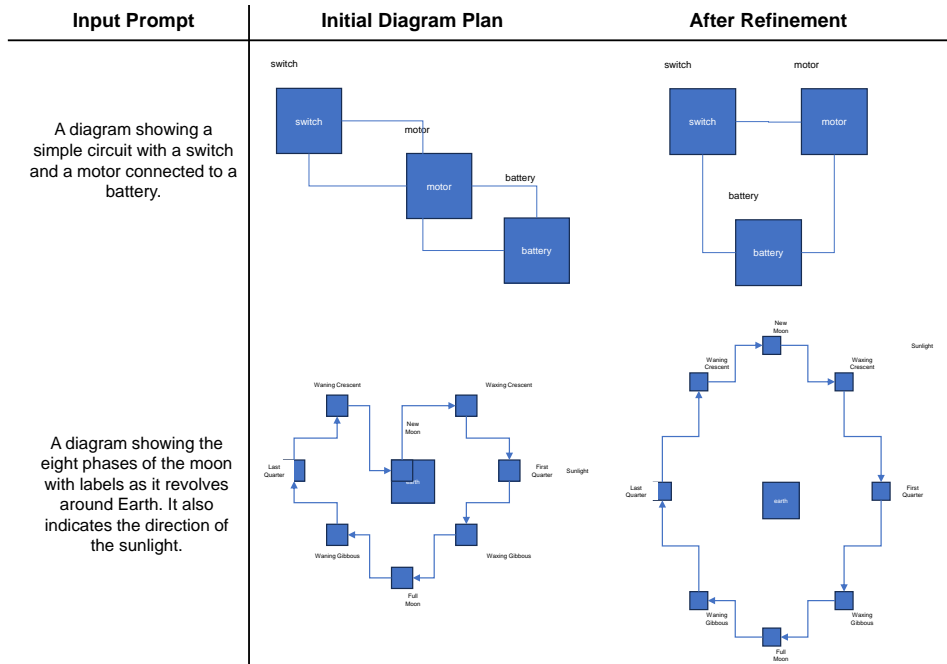 Input Prompt
Initial Diagram Plan
After Refinement
A diagram showing a
simple circuit with a switch
and a motor connected to a
battery.
switch
switch
motor
motor
battery
battery
switch
motor
switch
motor
battery
battery
A diagram showing the
eight phases of the moon
with labels as it revolves
around Earth. It also
indicates the direction of
the sunlight.
Waning Crescent
Waxing Crescent
New
Moon
Last
Quarter
earth
First
Quarter
Sunlight
Waning Gibbous
Waxing Gibbous
Full
Moon
New
Moon
Sunlight
Waning
Crescent
Waxing
Crescent
Last
Quarter
earth
First
Quarter
Waning
Gibbous
Waxing
Gibbous
Full
Moon